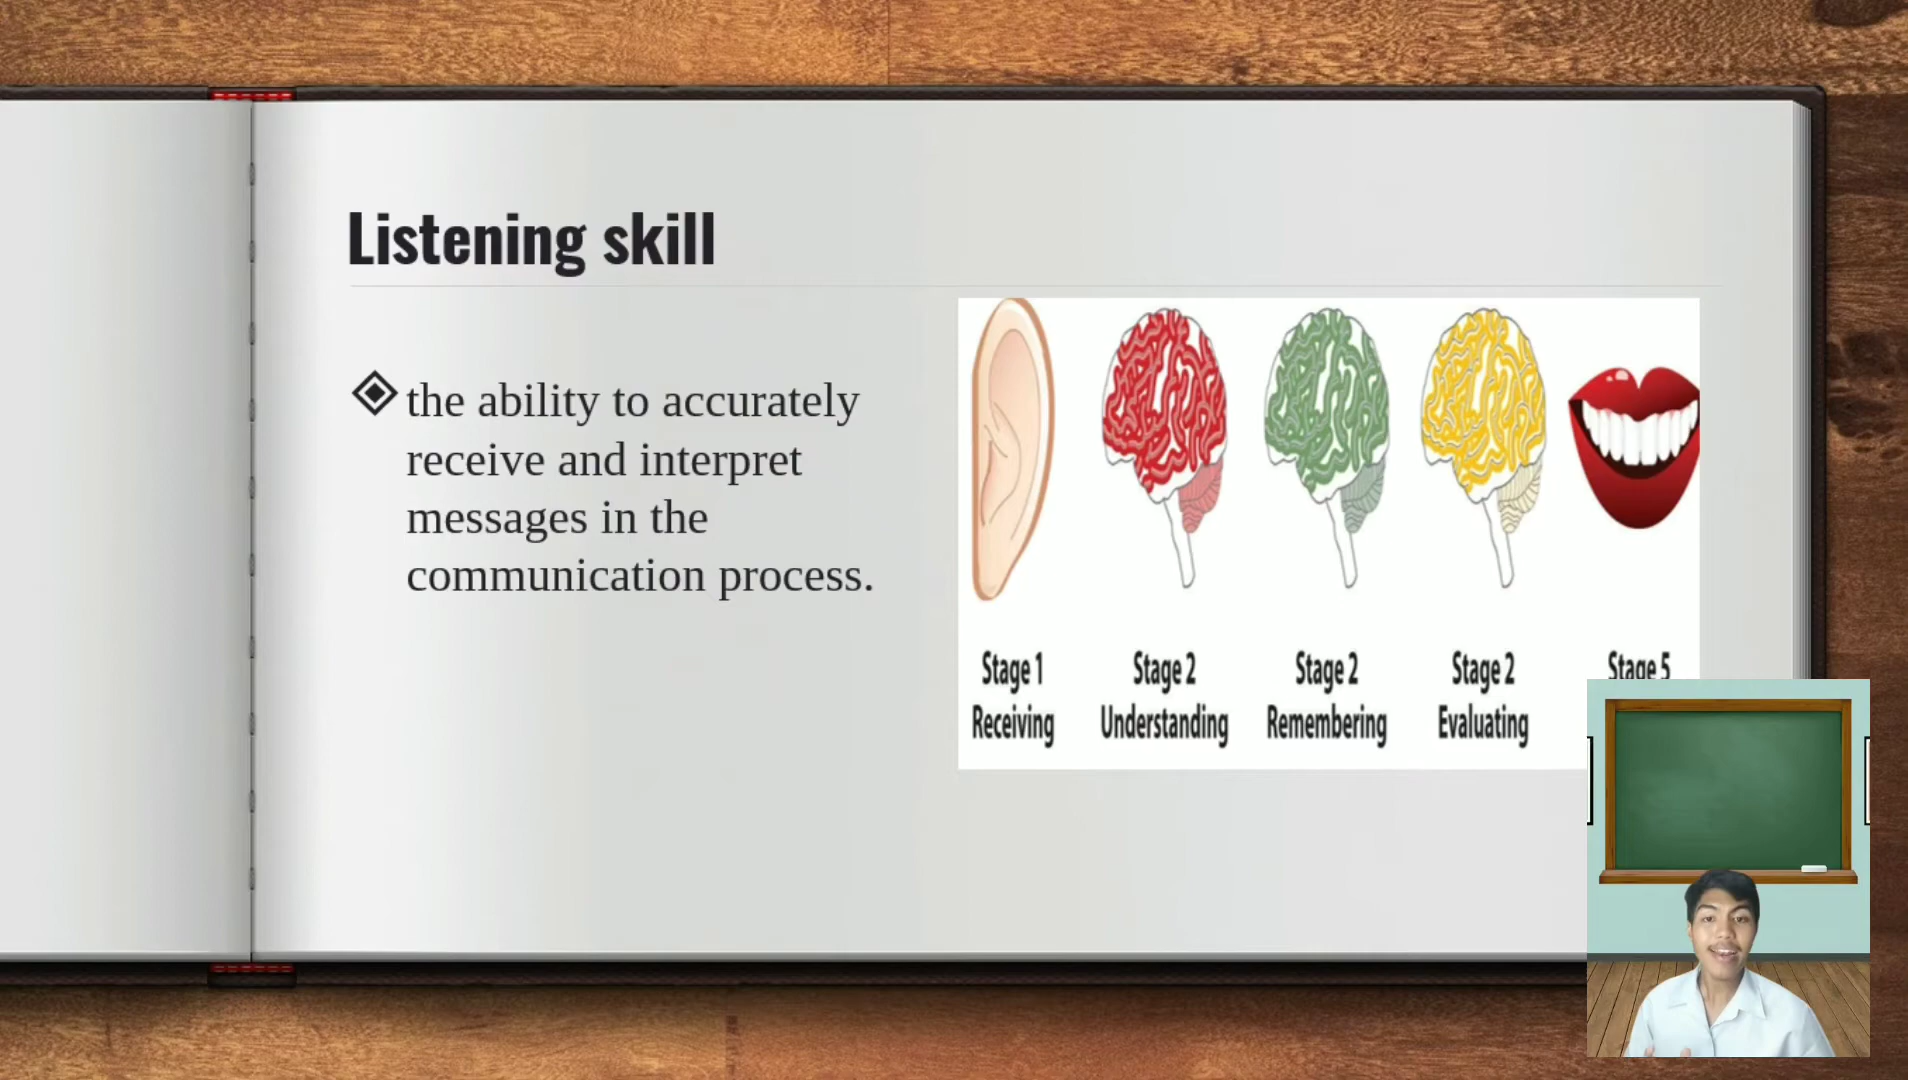 Listening skill
the ability to accurately
receive and interpret
messages in the
communication process.
Stage 1 Stage 2 Stage 2 Stage 2 Stage 5
Receiving Understanding Remembering Evaluating